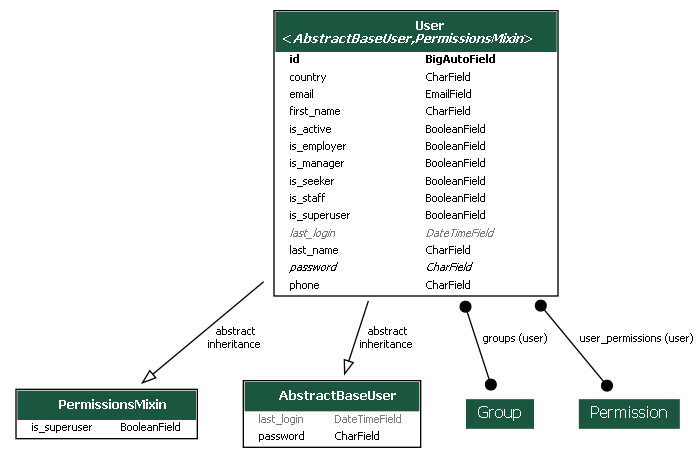 User
<AbstractBaseUser,PermissionsMixin>
id BigAutoField
country CharField
email EmailField
first_name CharField
is_active BooleanField
is_employer BooleanField
is_manager BooleanField
is_seeker BooleanField
is_staff BooleanField
is_superuser BooleanField
last_login DateTimeField
last_name CharField
password CharField
phone CharField
abstract
inheritance
abstract
inheritance
groups (user)
user_permissions (user)
PermissionsMixin
is_superuser BooleanField
AbstractBaseUser
last_login DateTimeField
password CharField
Group
Permission